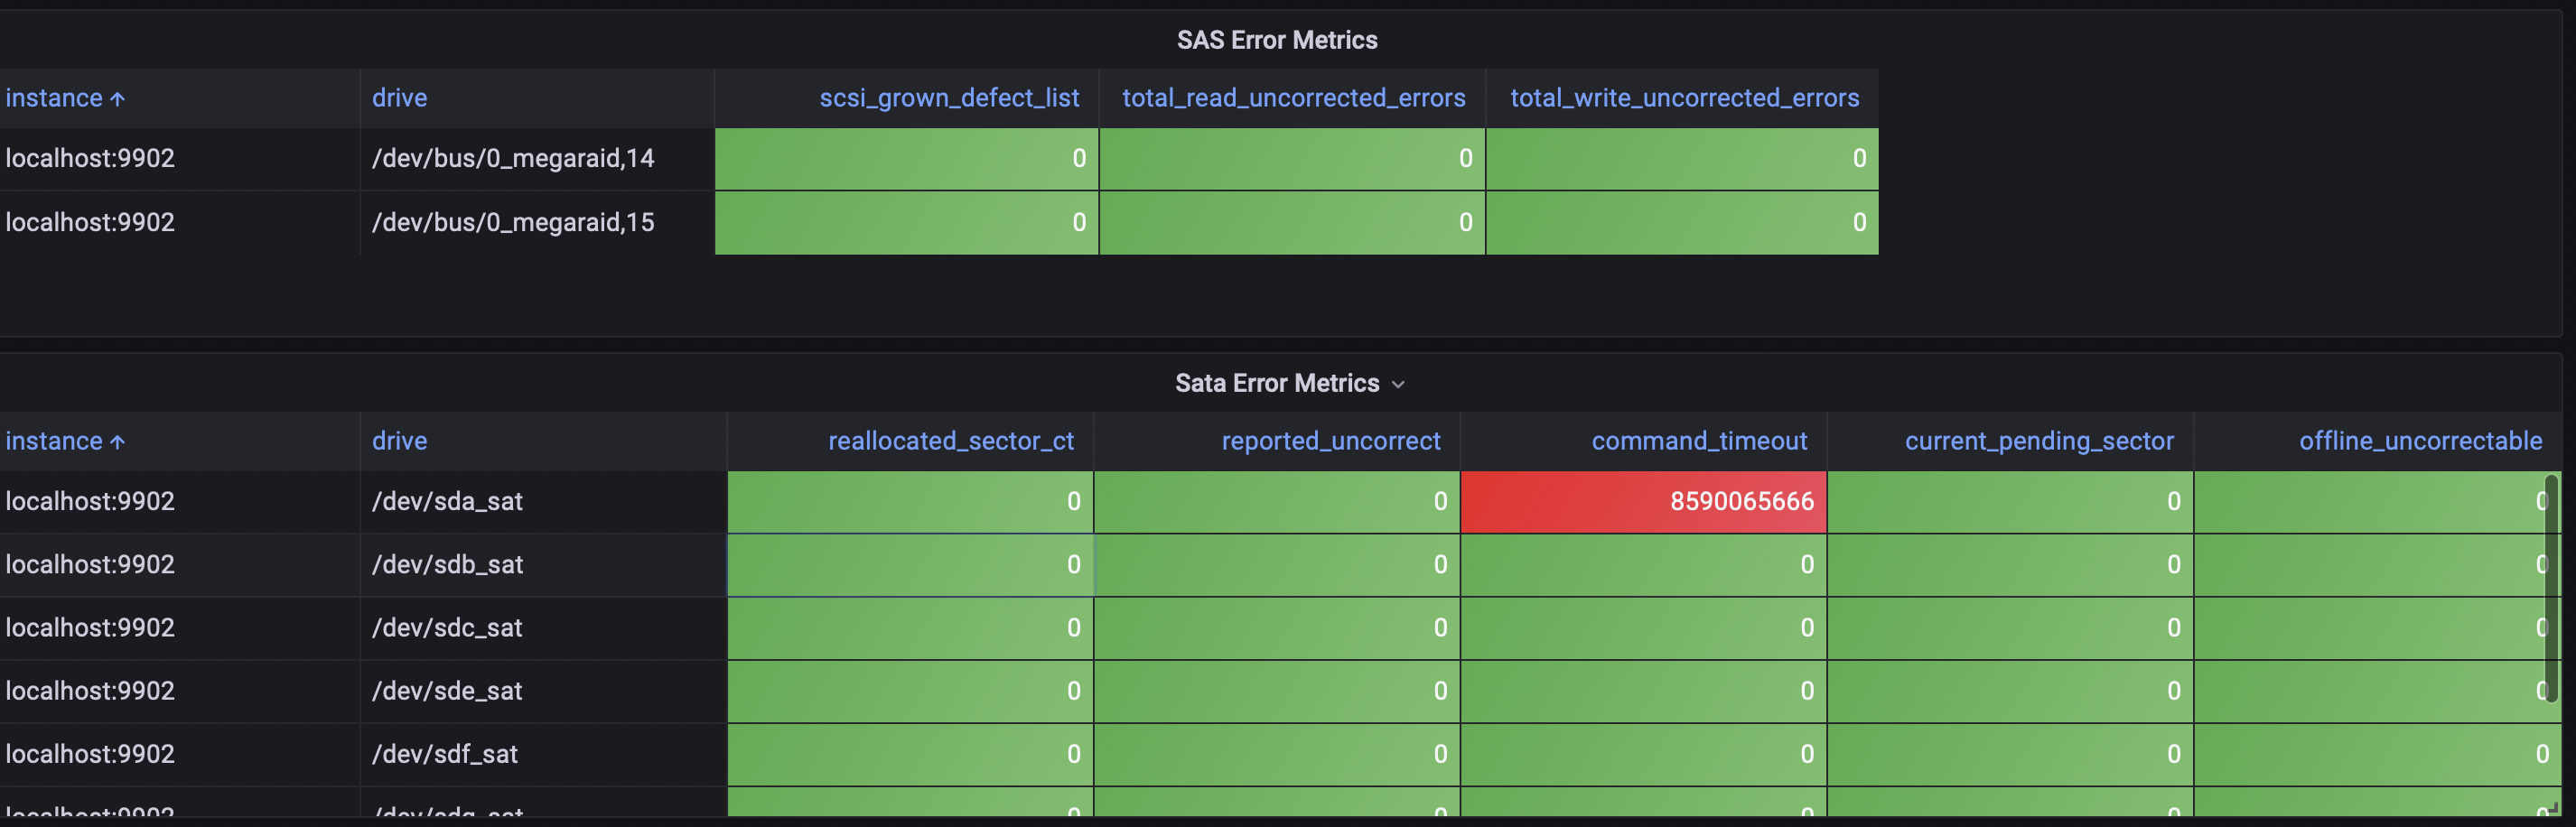 SAS Error Metrics
instance ↑ drive scsi_grown_defect_list total_read_uncorrected_errors total_write_uncorrected_errors
localhost:9902 /dev/bus/0_megaraid,14 0 0 0
localhost:9902 /dev/bus/0_megaraid,15 0 0 0
Sata Error Metrics
instance ↑ drive reallocated_sector_ct reported_uncorrect command_timeout current_pending_sector offline_uncorrectable
localhost:9902 /dev/sda_sat 0 0 8590065666 0 0
localhost:9902 /dev/sdb_sat 0 0 0 0 0
localhost:9902 /dev/sdc_sat 0 0 0 0 0
localhost:9902 /dev/sde_sat 0 0 0 0 0
localhost:9902 /dev/sdf_sat 0 0 0 0 0
localhost:9902 0 0 0 0 0